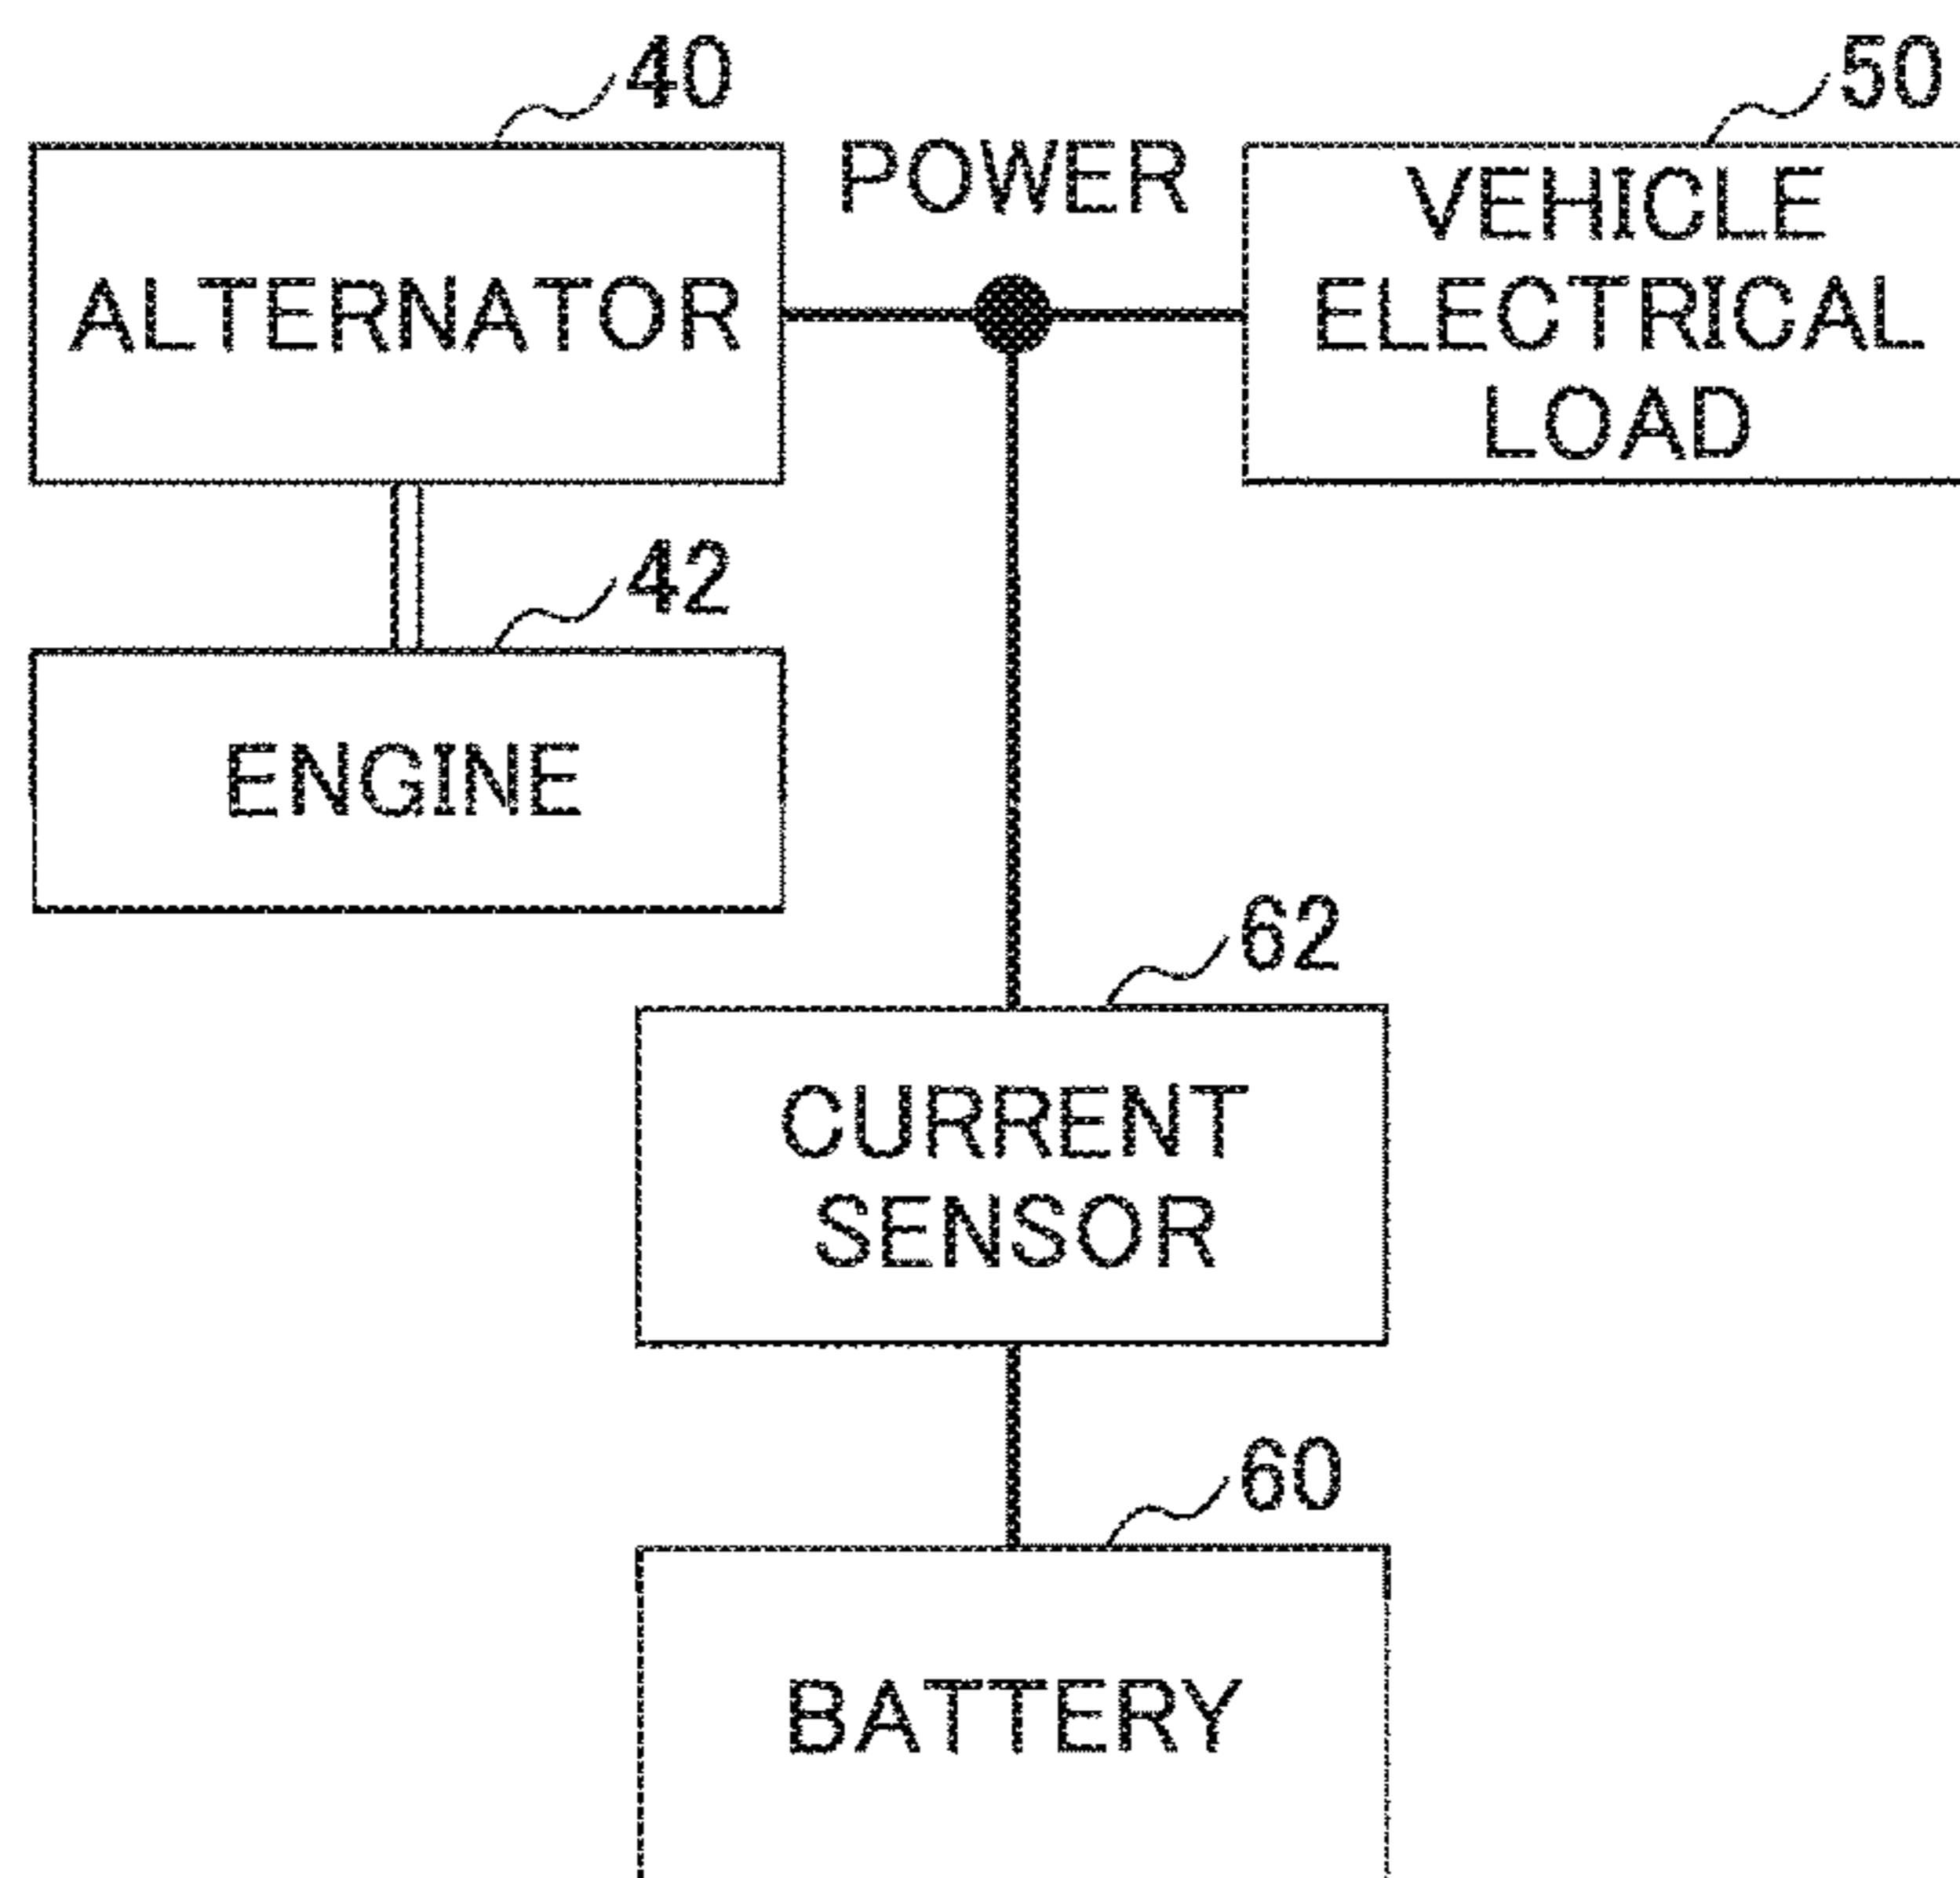 40
50
POWER
VEHICLE
ALTERNATOR
ELECTRICAL
LOAD
42
ENGINE
62
CURRENT
SENSOR
60
BATTERY